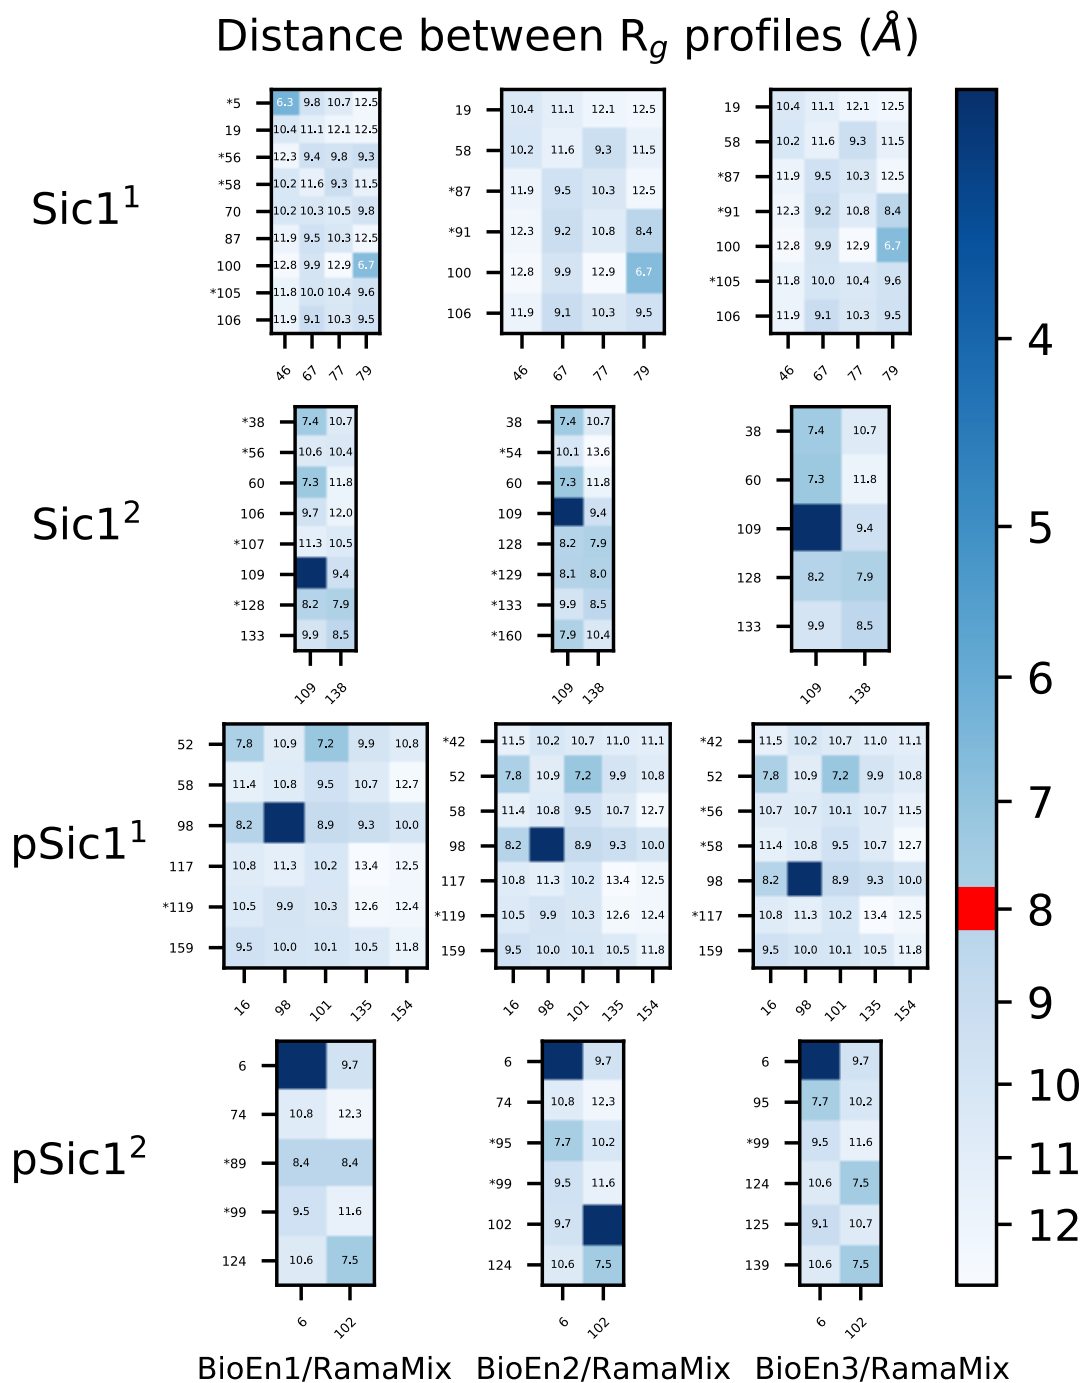 Distance between R_g profiles (Å)
Sic1^1
*5 6.3 9.8 10.7 12.5
19 10.4 11.1 12.1 12.5
*56 12.3 9.4 9.8 9.3
*58 10.2 11.6 9.3 11.5
70 10.2 10.3 10.5 9.8
87 11.9 9.5 10.3 12.5
100 12.8 9.9 12.9 6.7
*105 11.8 10.0 10.4 9.6
106 11.9 9.1 10.3 9.5
46 67 77 79
19 10.4 11.1 12.1 12.5
58 10.2 11.6 9.3 11.5
*87 11.9 9.5 10.3 12.5
*91 12.3 9.2 10.8 8.4
100 12.8 9.9 12.9 6.7
106 11.9 9.1 10.3 9.5
46 67 77 79
19 10.4 11.1 12.1 12.5
58 10.2 11.6 9.3 11.5
*87 11.9 9.5 10.3 12.5
*91 12.3 9.2 10.8 8.4
100 12.8 9.9 12.9 6.7
*105 11.8 10.0 10.4 9.6
106 11.9 9.1 10.3 9.5
46 67 77 79
Sic1^2
*38 7.4 10.7
*56 10.6 10.4
60 7.3 11.8
106 9.7 12.0
*107 11.3 10.5
109 9.4
*128 8.2 7.9
133 9.9 8.5
109 138
38 7.4 10.7
*54 10.1 13.6
60 7.3 11.8
109 9.4
128 8.2 7.9
*129 8.1 8.0
*133 9.9 8.5
*160 7.9 10.4
109 138
38 7.4 10.7
60 7.3 11.8
109 9.4
128 8.2 7.9
133 9.9 8.5
109 138
pSic1^1
52 7.8 10.9 7.2 9.9 10.8
58 11.4 10.8 9.5 10.7 12.7
98 8.2 8.9 9.3 10.0
117 10.8 11.3 10.2 13.4 12.5
*119 10.5 9.9 10.3 12.6 12.4
159 9.5 10.0 10.1 10.5 11.8
16 98 101 135 154
*42 11.5 10.2 10.7 11.0 11.1
52 7.8 10.9 7.2 9.9 10.8
58 11.4 10.8 9.5 10.7 12.7
98 8.2 8.9 9.3 10.0
117 10.8 11.3 10.2 13.4 12.5
*119 10.5 9.9 10.3 12.6 12.4
159 9.5 10.0 10.1 10.5 11.8
16 98 101 135 154
*42 11.5 10.2 10.7 11.0 11.1
52 7.8 10.9 7.2 9.9 10.8
*56 10.7 10.7 10.1 10.7 11.5
*58 11.4 10.8 9.5 10.7 12.7
98 8.2 8.9 9.3 10.0
*117 10.8 11.3 10.2 13.4 12.5
159 9.5 10.0 10.1 10.5 11.8
16 98 101 135 154
pSic1^2
6 9.7
74 10.8 12.3
*89 8.4 8.4
*99 9.5 11.6
124 10.6 7.5
6 102
6 9.7
74 10.8 12.3
*95 7.7 10.2
*99 9.5 11.6
102 9.7
124 10.6 7.5
6 102
6 9.7
95 7.7 10.2
*99 9.5 11.6
124 10.6 7.5
125 9.1 10.7
139 10.6 7.5
6 102
BioEn1/RamaMix BioEn2/RamaMix BioEn3/RamaMix
4
5
6
7
8
9
10
11
12